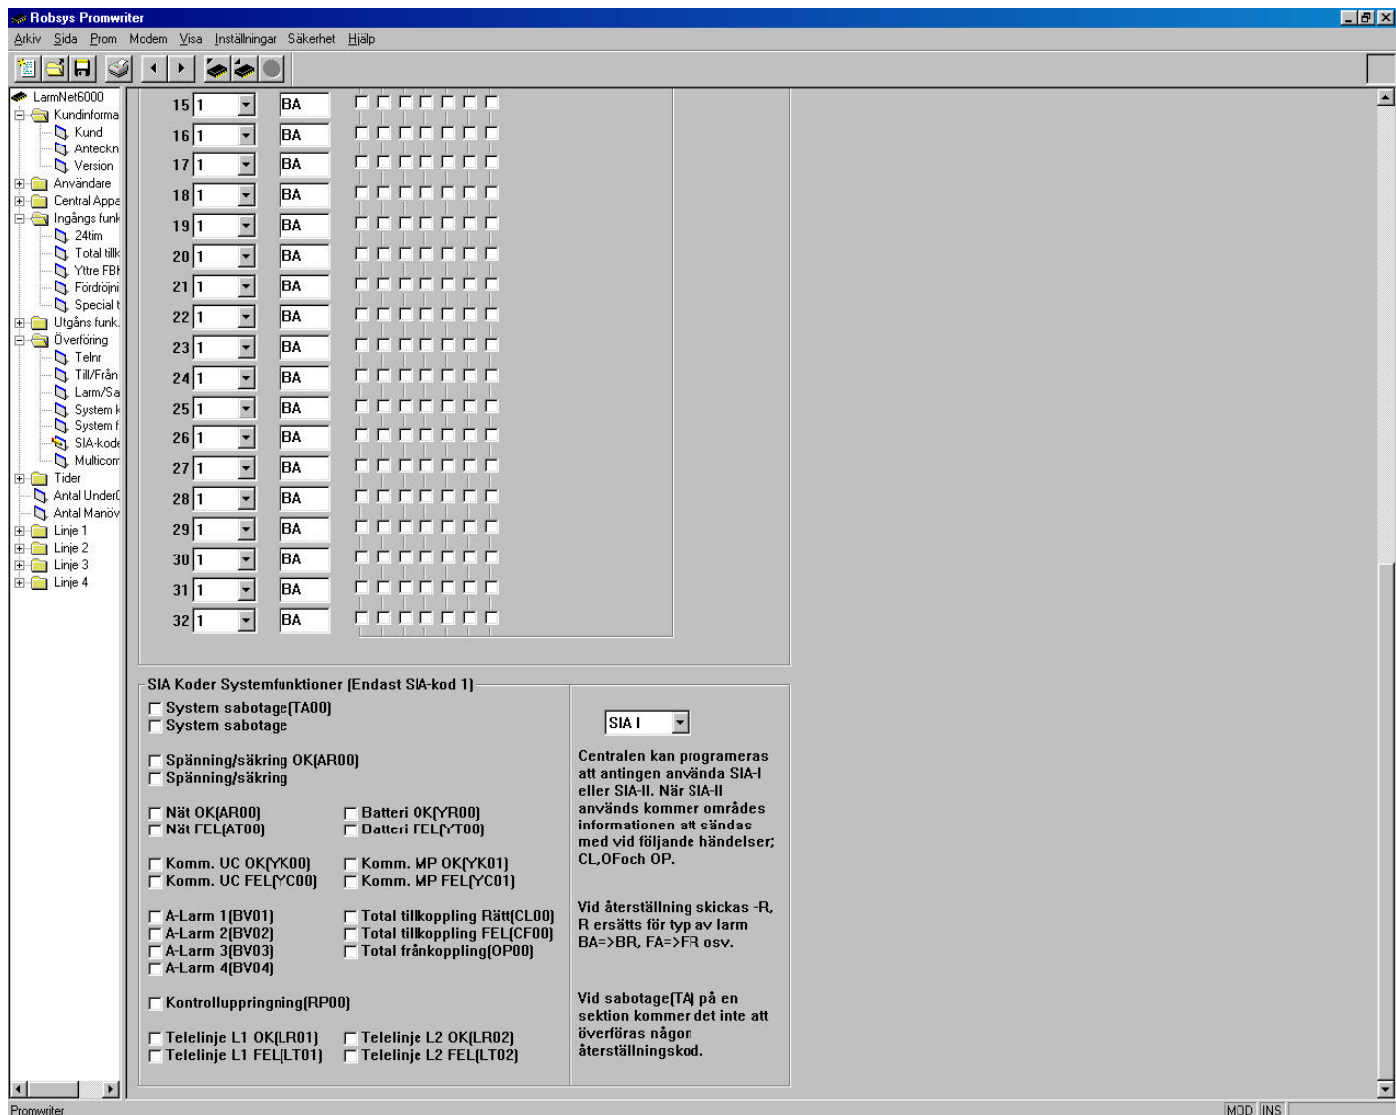 Robsys Promwriter
Arkiv Sida Prom Modem Visa Inställningar Säkerhet Hjälp
LarmNet6000
Kundinforma
Kund
Anteckn
Version
Användare
Central Appa
Ingångs funk
24tim
Total tillk
Yttre FBK
Fördröjni
Special t
Utgåns funk.
Överföring
Telnr
Till/Från
Larm/Sa
System k
System f
SIA-kode
Multicom
Tider
Antal UnderC
Antal Manöv
Linje 1
Linje 2
Linje 3
Linje 4
15 1 BA
16 1 BA
17 1 BA
18 1 BA
19 1 BA
20 1 BA
21 1 BA
22 1 BA
23 1 BA
24 1 BA
25 1 BA
26 1 BA
27 1 BA
28 1 BA
29 1 BA
30 1 BA
31 1 BA
32 1 BA
SIA Koder Systemfunktioner (Endast SIA-kod 1)
System sabotage(TA00)
System sabotage
Spänning/säkring OK(AR00)
Spänning/säkring
Nät OK(AR00) Batteri OK(YR00)
Nät FEL(AT00) Batteri FEL(YT00)
Komm. UC OK(YK00) Komm. MP OK(YK01)
Komm. UC FEL(YC00) Komm. MP FEL(YC01)
A-Larm 1(BV01) Total tillkoppling Rätt(CL00)
A-Larm 2(BV02) Total tillkoppling FEL(CF00)
A-Larm 3(BV03) Total frånkoppling(OP00)
A-Larm 4(BV04)
Kontrolluppringning(RP00)
Telelinje L1 OK(LR01) Telelinje L2 OK(LR02)
Telelinje L1 FEL(LT01) Telelinje L2 FEL(LT02)
SIA I
Centralen kan programeras
att antingen använda SIA-I
eller SIA-II. När SIA-II
används kommer områdes
informationen att sändas
med vid följande händelser;
CL,OFoch OP.
Vid återställning skickas -R,
R ersätts för typ av larm
BA=>BR, FA=>FR osv.
Vid sabotage(TA) på en
sektion kommer det inte att
överföras någon
återställningskod.
Promwriter
MOD INS